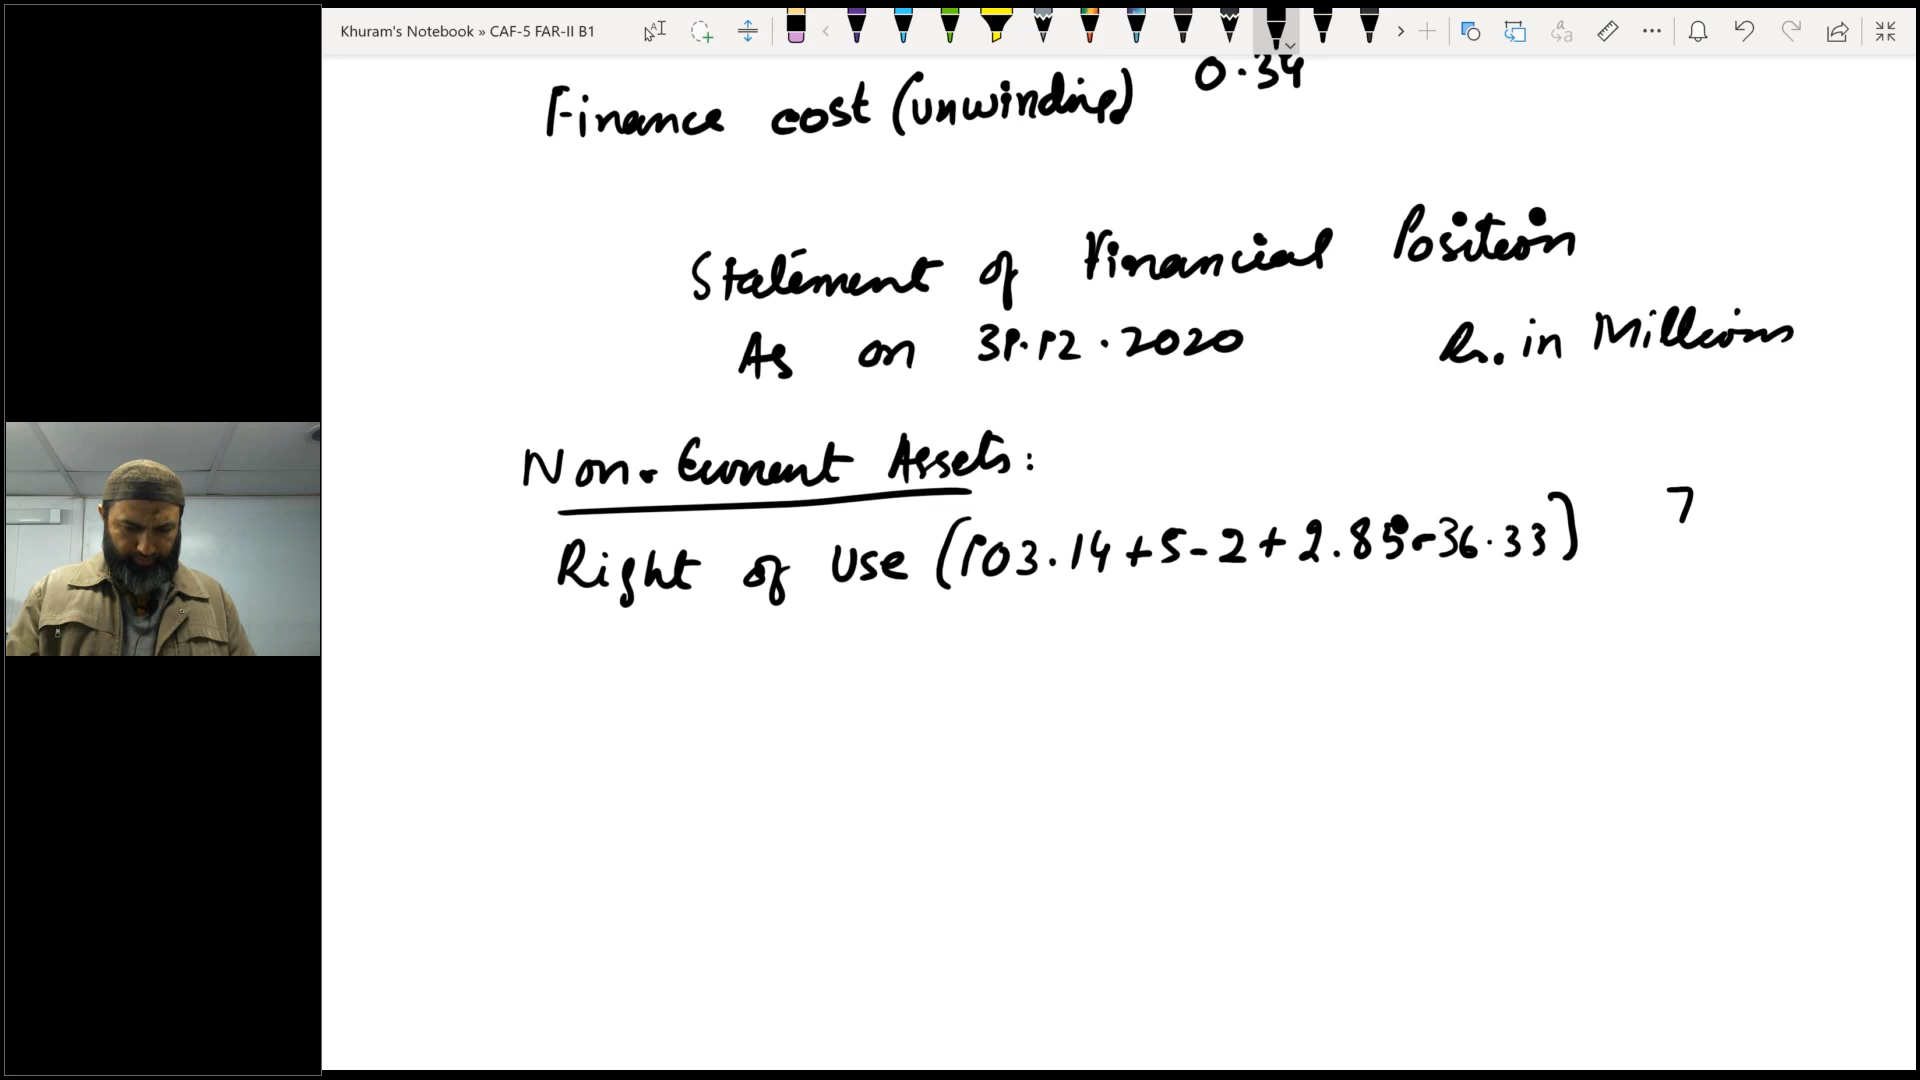 Khuram's Notebook » CAF-5 FAR-II B1
Finance cost (unwinding) 0.34
Statement of Financial Position
As on 31.12.2020 Rs. in Millions
Non-Current Assets:
Right of Use (103.14+5-2+2.85-36.33) 7